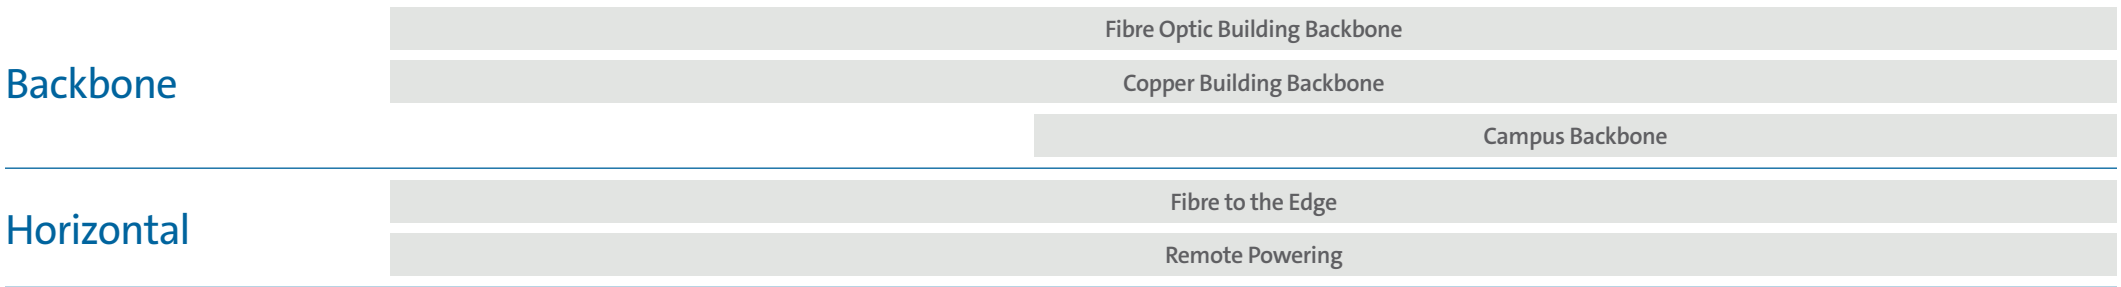 Backbone
Fibre Optic Building Backbone
Copper Building Backbone
Campus Backbone
Horizontal
Fibre to the Edge
Remote Powering